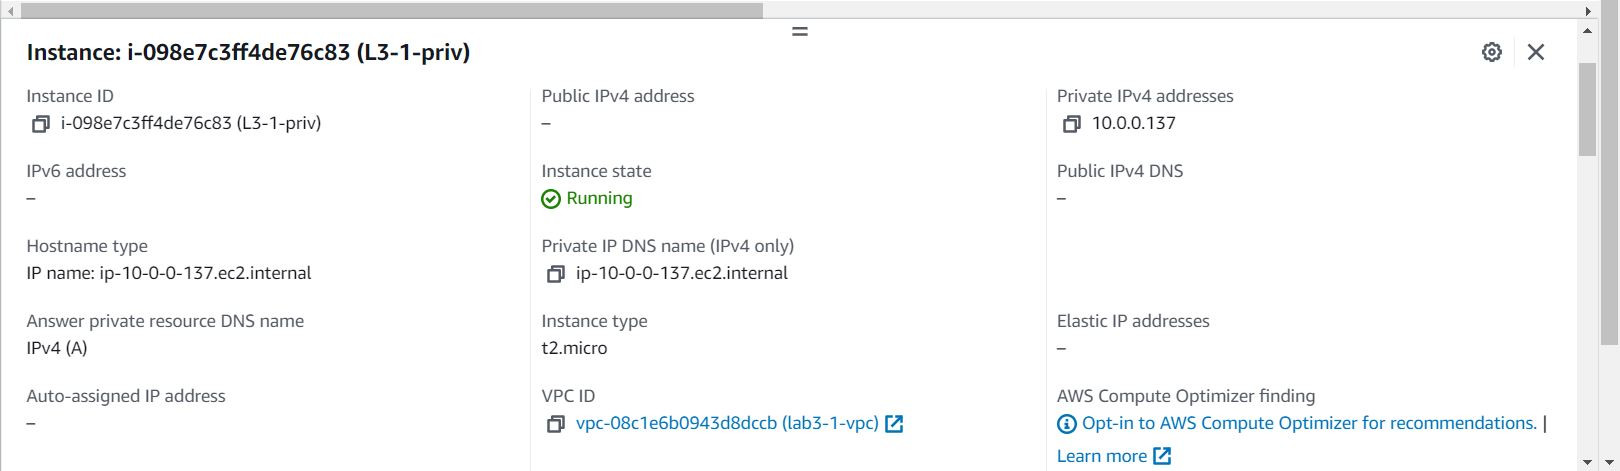 Instance: i-098e7c3ff4de76c83 (L3-1-priv)
Instance ID
i-098e7c3ff4de76c83 (L3-1-priv)
Public IPv4 address
–
Private IPv4 addresses
10.0.0.137
IPv6 address
–
Instance state
Running
Public IPv4 DNS
–
Hostname type
IP name: ip-10-0-0-137.ec2.internal
Private IP DNS name (IPv4 only)
ip-10-0-0-137.ec2.internal
Answer private resource DNS name
IPv4 (A)
Instance type
t2.micro
Elastic IP addresses
–
Auto-assigned IP address
–
VPC ID
vpc-08c1e6b0943d8dccb (lab3-1-vpc)
AWS Compute Optimizer finding
Opt-in to AWS Compute Optimizer for recommendations. |
Learn more